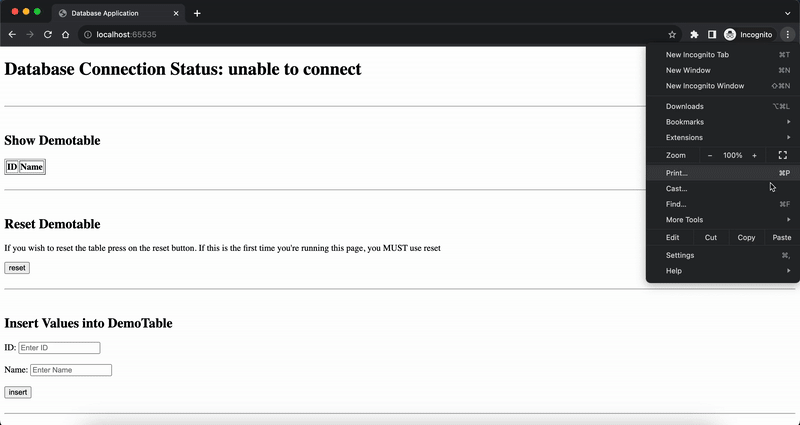 Database Application
localhost:65535
Incognito
Database Connection Status: unable to connect
New Incognito Tab ⌘T
New Window ⌘N
New Incognito Window ⇧⌘N
Downloads ⌥⌘L
Bookmarks
Extensions
Zoom − 100% +
Print... ⌘P
Cast...
Find... ⌘F
More Tools
Edit Cut Copy Paste
Settings ⌘,
Help
Show Demotable
ID Name
Reset Demotable
If you wish to reset the table press on the reset button. If this is the first time you're running this page, you MUST use reset
reset
Insert Values into DemoTable
ID: Enter ID
Name: Enter Name
insert